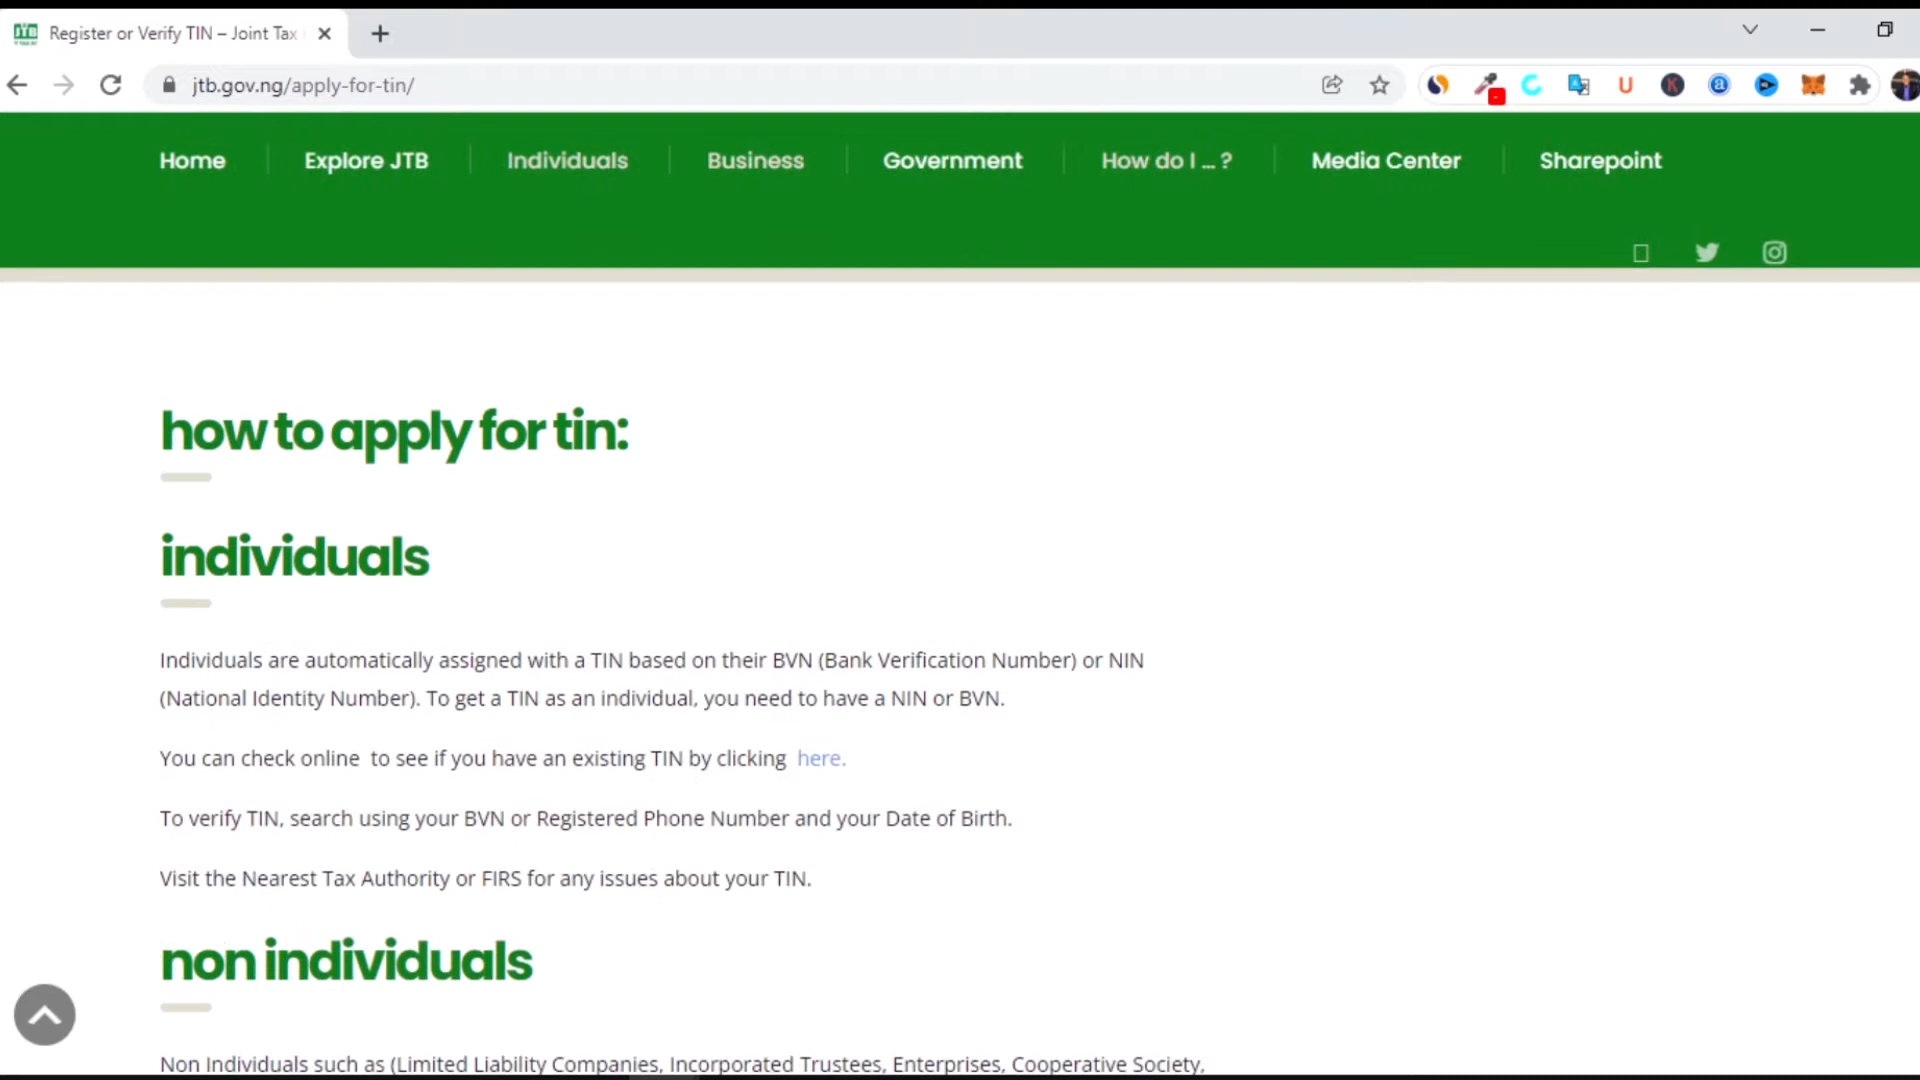 Register or Verify TIN – Joint Tax
jtb.gov.ng/apply-for-tin/
Home Explore JTB Individuals Business Government How do I ... ? Media Center Sharepoint
how to apply for tin:
individuals
Individuals are automatically assigned with a TIN based on their BVN (Bank Verification Number) or NIN
(National Identity Number). To get a TIN as an individual, you need to have a NIN or BVN.
You can check online to see if you have an existing TIN by clicking here.
To verify TIN, search using your BVN or Registered Phone Number and your Date of Birth.
Visit the Nearest Tax Authority or FIRS for any issues about your TIN.
non individuals
Non Individuals such as (Limited Liability Companies, Incorporated Trustees, Enterprises, Cooperative Society,